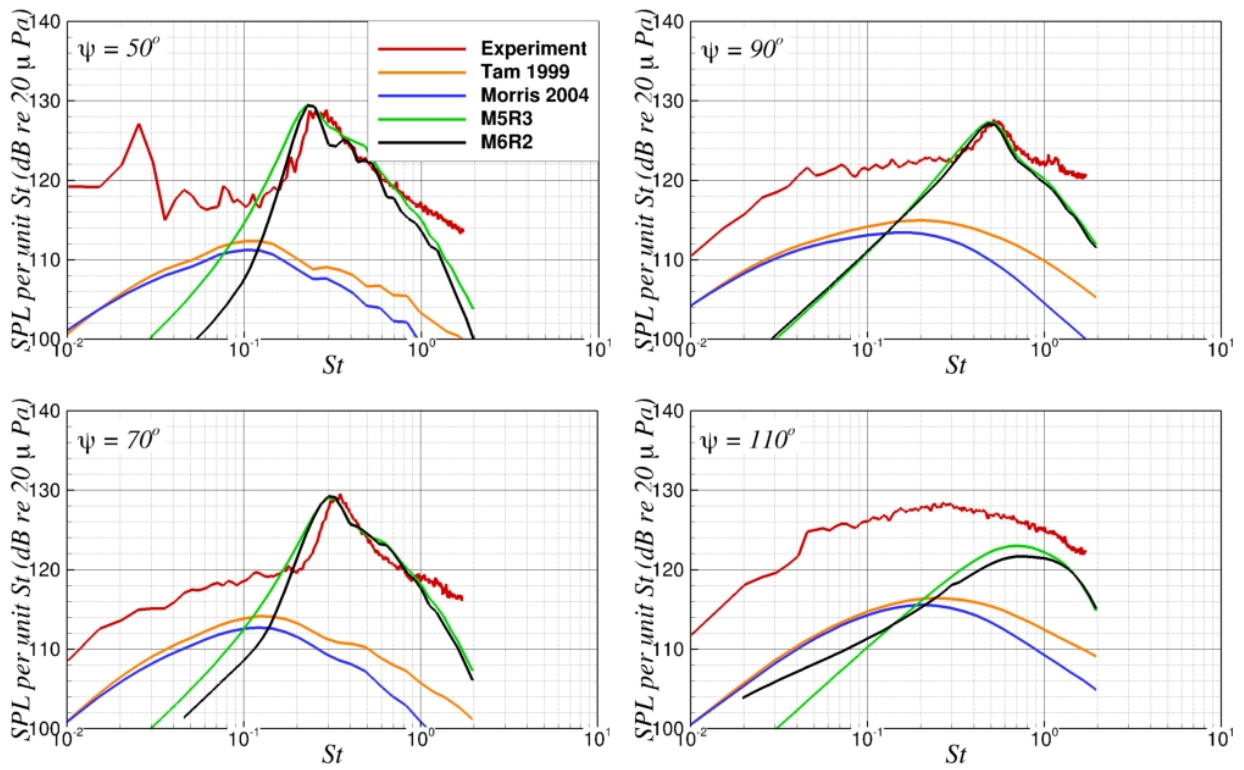 SPL per unit St (dB re 20 μ Pa)
140
130
120
110
100
ψ = 50°
Experiment
Tam 1999
Morris 2004
M5R3
M6R2
10⁻² 10⁻¹ 10⁰ 10¹
St
SPL per unit St (dB re 20 μ Pa)
140
130
120
110
100
ψ = 90°
10⁻² 10⁻¹ 10⁰ 10¹
St
SPL per unit St (dB re 20 μ Pa)
140
130
120
110
100
ψ = 70°
10⁻² 10⁻¹ 10⁰ 10¹
St
SPL per unit St (dB re 20 μ Pa)
140
130
120
110
100
ψ = 110°
10⁻² 10⁻¹ 10⁰ 10¹
St